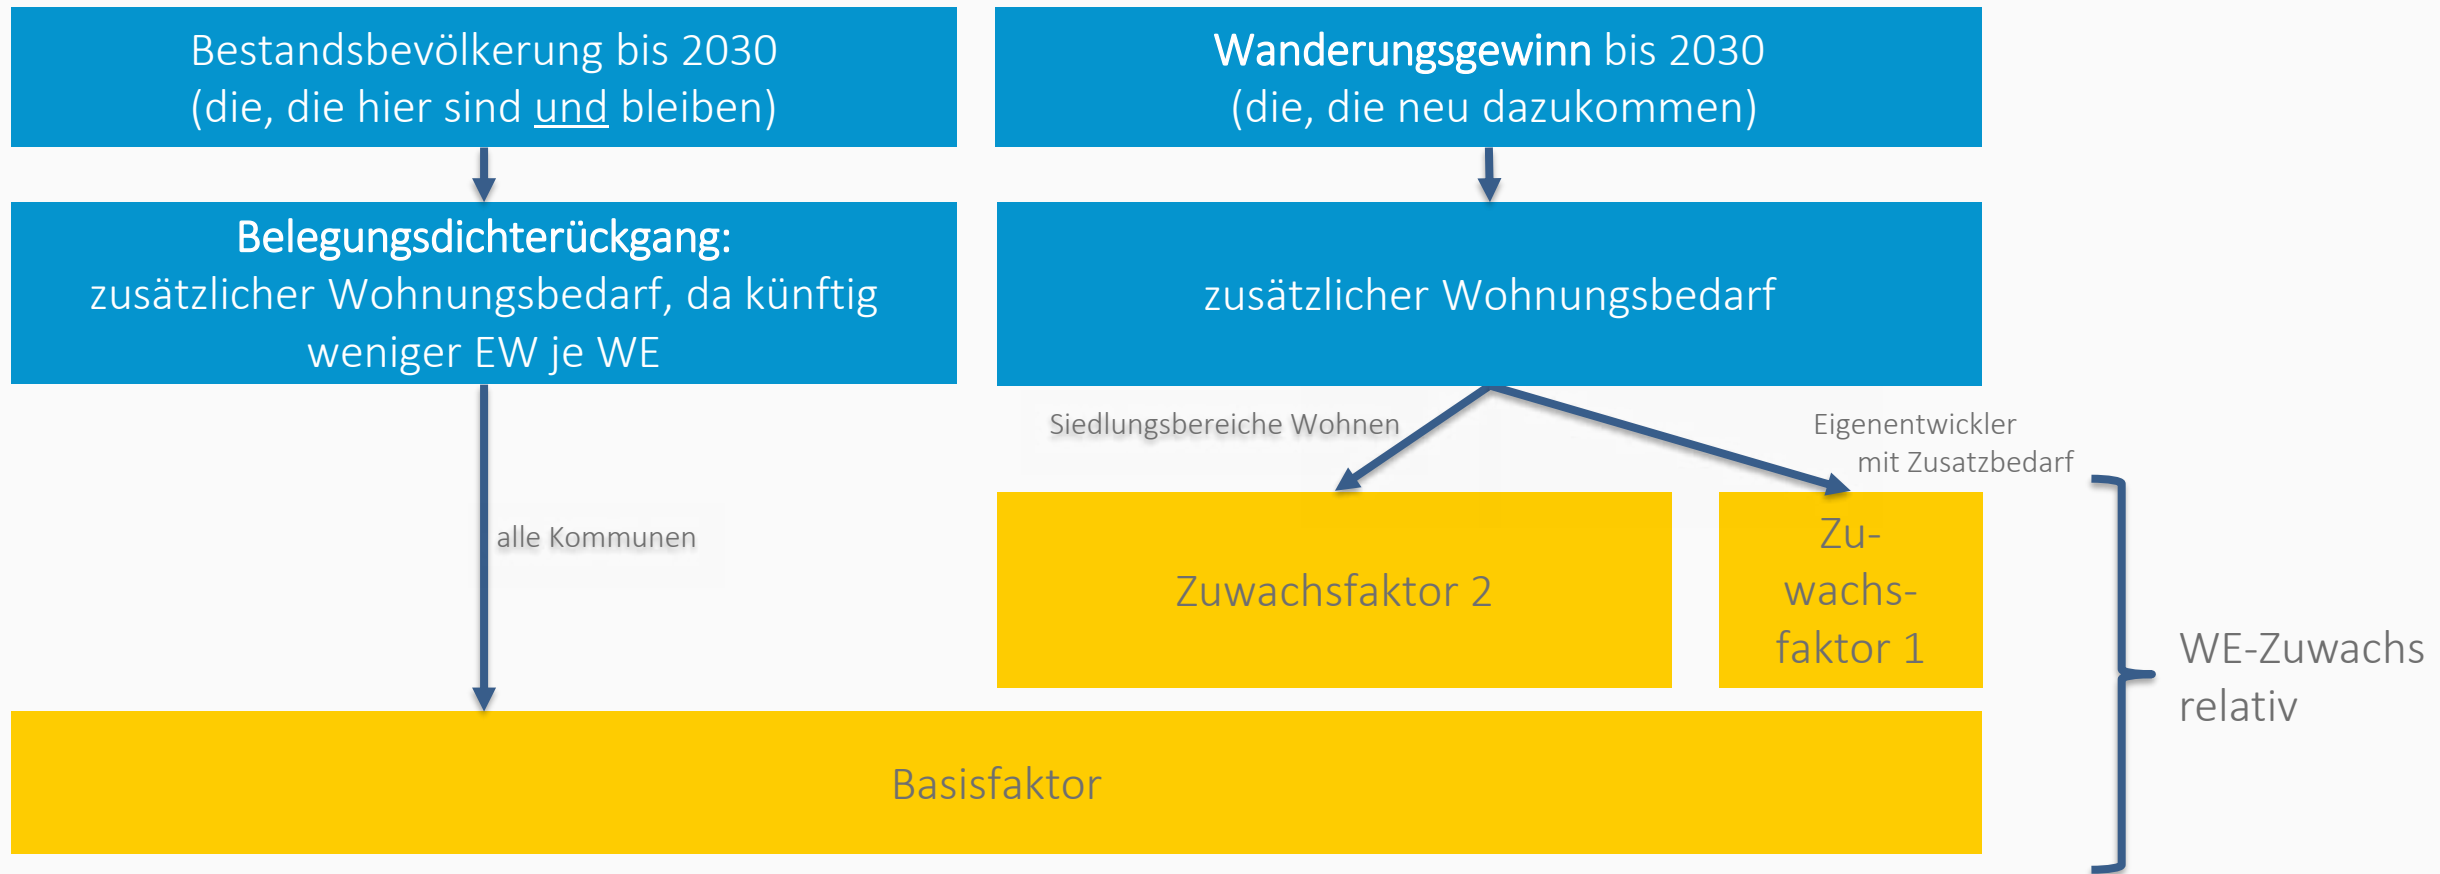 Bestandsbevölkerung bis 2030
(die, die hier sind und bleiben)
Wanderungsgewinn bis 2030
(die, die neu dazukommen)
Belegungsdichterückgang:
zusätzlicher Wohnungsbedarf, da künftig
weniger EW je WE
zusätzlicher Wohnungsbedarf
Siedlungsbereiche Wohnen
Eigenentwickler
mit Zusatzbedarf
alle Kommunen
Zuwachsfaktor 2
Zu-
wachs-
faktor 1
WE-Zuwachs
relativ
Basisfaktor